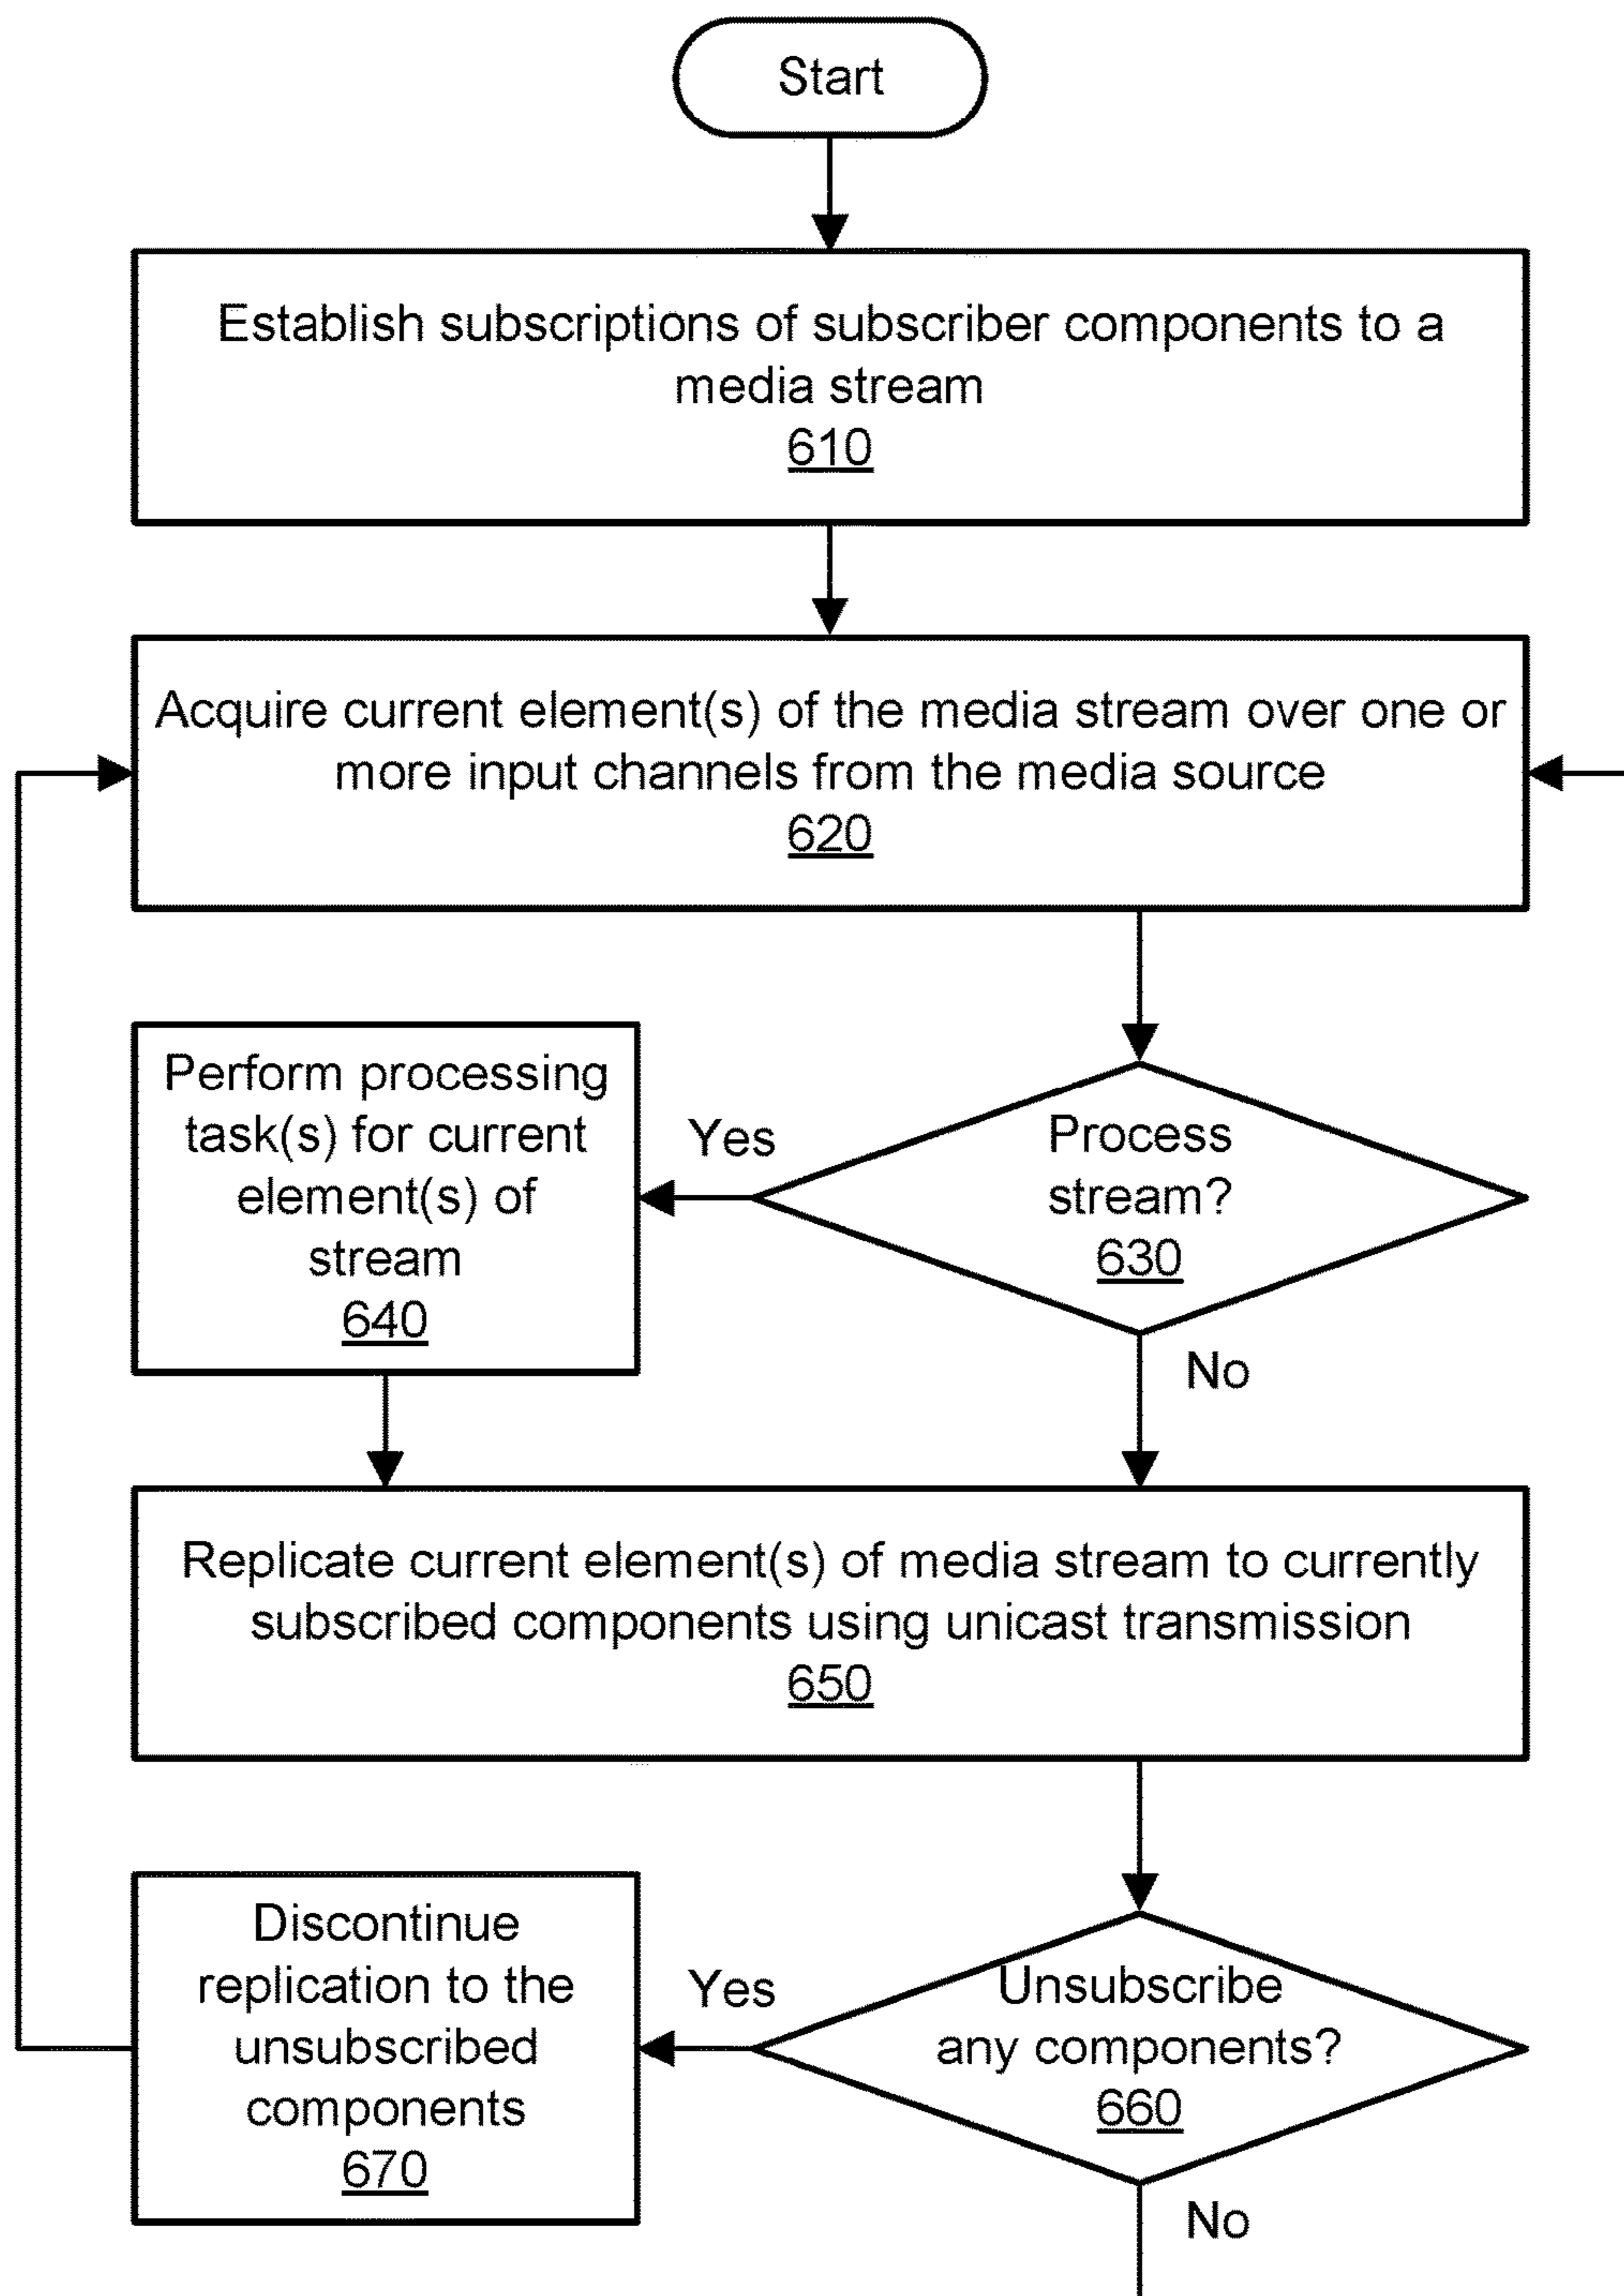 Start
Establish subscriptions of subscriber components to a
media stream
610
Acquire current element(s) of the media stream over one or
more input channels from the media source
620
Process
stream?
630
Yes
Perform processing
task(s) for current
element(s) of
stream
640
No
Replicate current element(s) of media stream to currently
subscribed components using unicast transmission
650
Unsubscribe
any components?
660
Yes
Discontinue
replication to the
unsubscribed
components
670
No